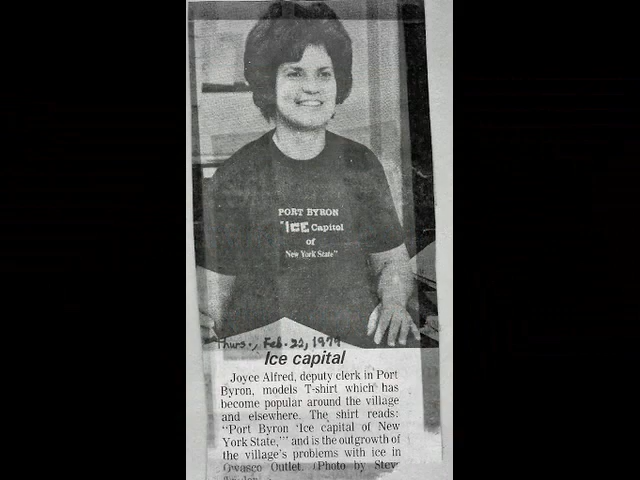 PORT BYRON
"ICE Capitol
of
New York State"
Thurs., Feb. 22, 1979
Ice capital
Joyce Alfred, deputy clerk in Port
Byron, models T-shirt which has
become popular around the village
and elsewhere. The shirt reads:
"Port Byron 'Ice capital of New
York State,'" and is the outgrowth of
the village's problems with ice in
Owasco Outlet. (Photo by Steve